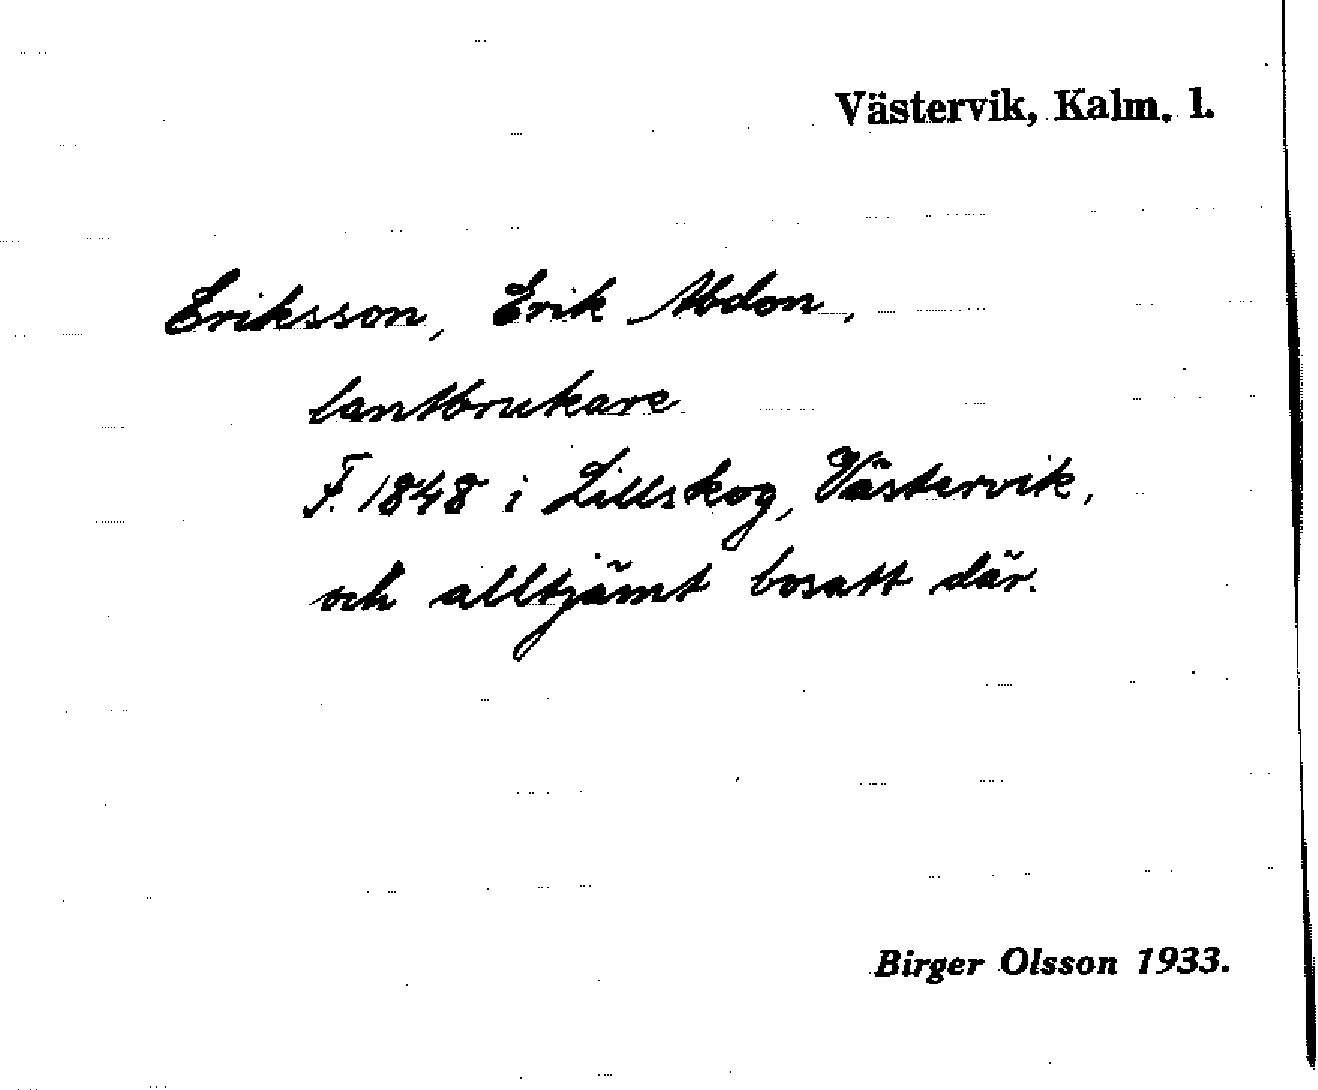 Västervik, Kalm. l.
Eriksson, Erik Abdon,
lantbrukare
F. 1848 i Lillskog, Västervik,
och alltjämt bosatt där.
Birger Olsson 1933.